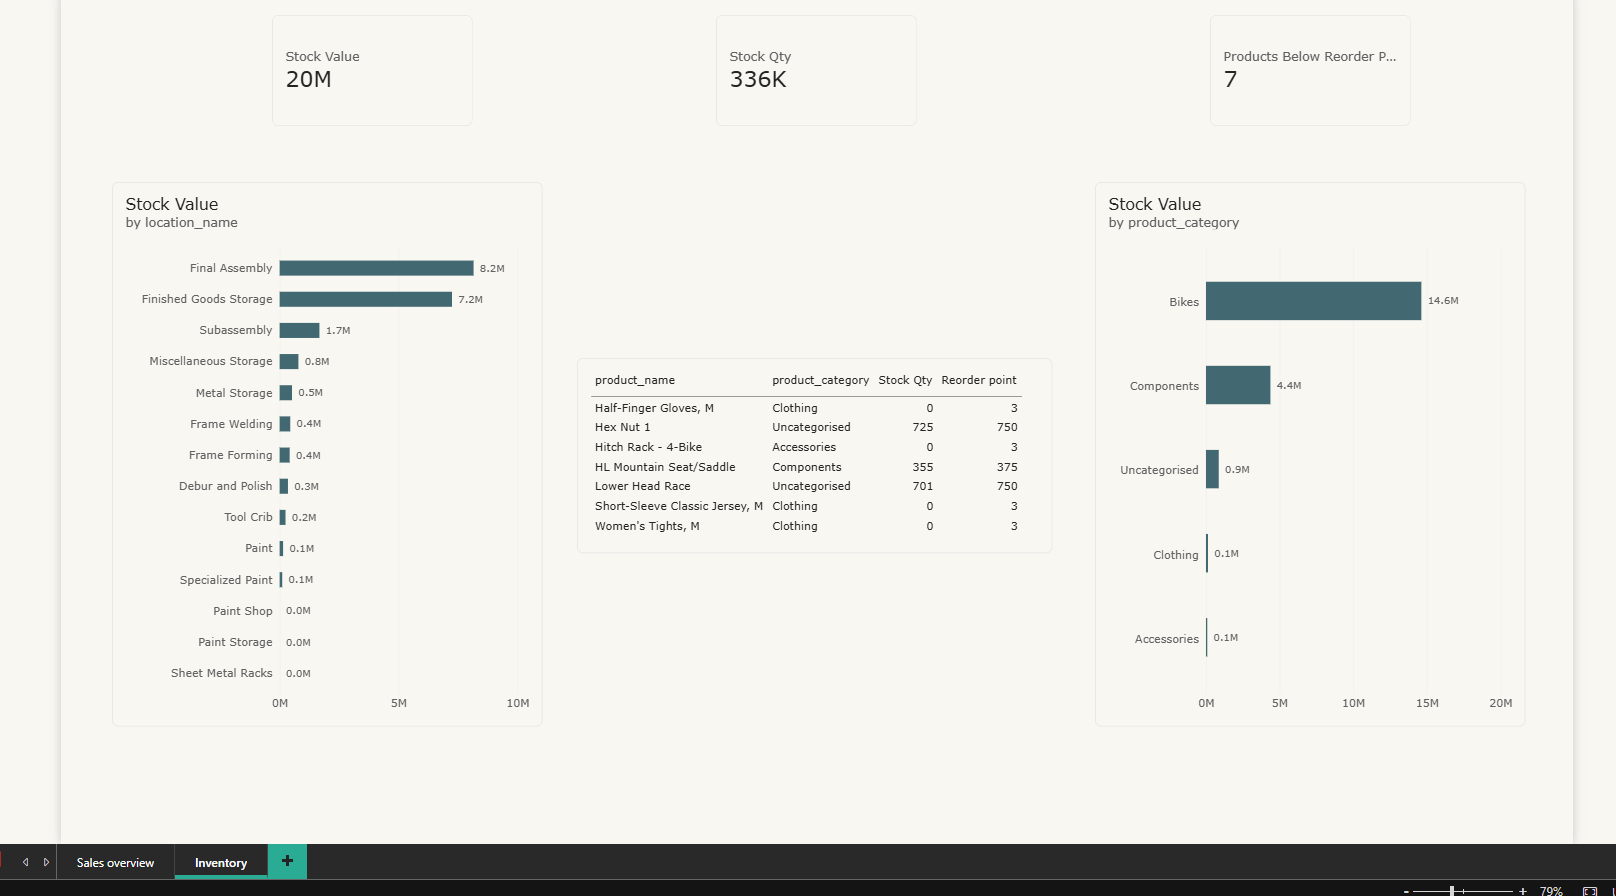 Stock Value
20M
Stock Qty
336K
Products Below Reorder P...
7
Stock Value
by location_name
Final Assembly 8.2M
Finished Goods Storage 7.2M
Subassembly 1.7M
Miscellaneous Storage 0.8M
Metal Storage 0.5M
Frame Welding 0.4M
Frame Forming 0.4M
Debur and Polish 0.3M
Tool Crib 0.2M
Paint 0.1M
Specialized Paint 0.1M
Paint Shop 0.0M
Paint Storage 0.0M
Sheet Metal Racks 0.0M
0M 5M 10M
product_name product_category Stock Qty Reorder point
Half-Finger Gloves, M Clothing 0 3
Hex Nut 1 Uncategorised 725 750
Hitch Rack - 4-Bike Accessories 0 3
HL Mountain Seat/Saddle Components 355 375
Lower Head Race Uncategorised 701 750
Short-Sleeve Classic Jersey, M Clothing 0 3
Women's Tights, M Clothing 0 3
Stock Value
by product_category
Bikes 14.6M
Components 4.4M
Uncategorised 0.9M
Clothing 0.1M
Accessories 0.1M
0M 5M 10M 15M 20M
Sales overview Inventory +
- + 79%